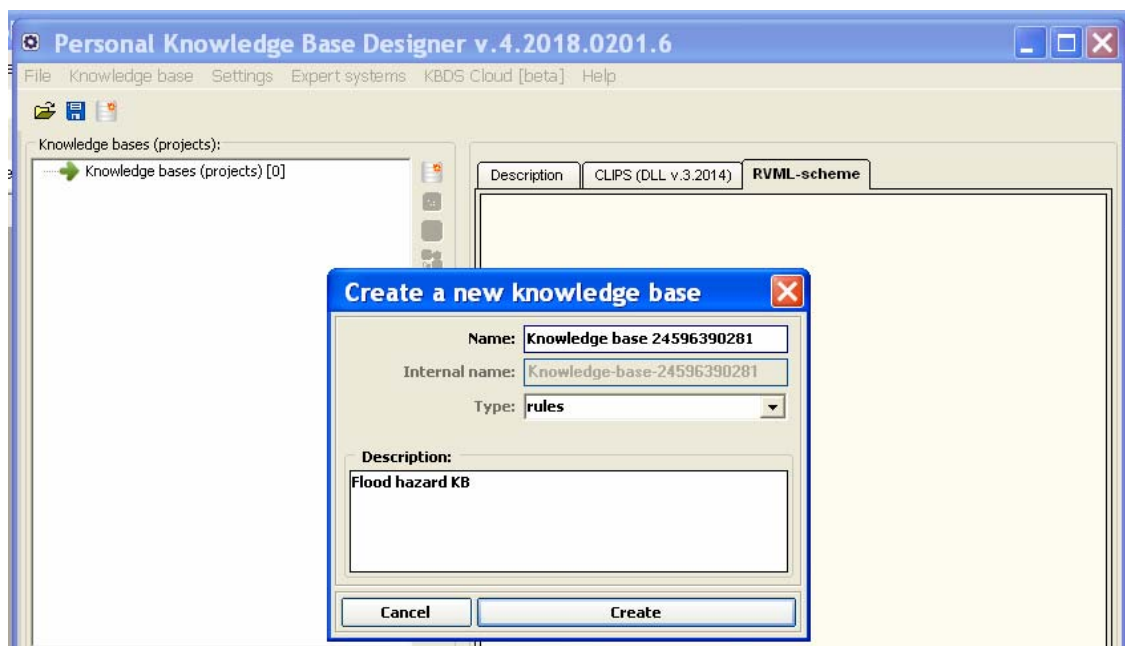 Personal Knowledge Base Designer v.4.2018.0201.6
File Knowledge base Settings Expert systems KBDS Cloud [beta] Help
Knowledge bases (projects):
Knowledge bases (projects) [0]
Description CLIPS (DLL v.3.2014) RVML-scheme
Create a new knowledge base
Name: Knowledge base 24596390281
Internal name: Knowledge-base-24596390281
Type: rules
Description:
Flood hazard KB
Cancel Create